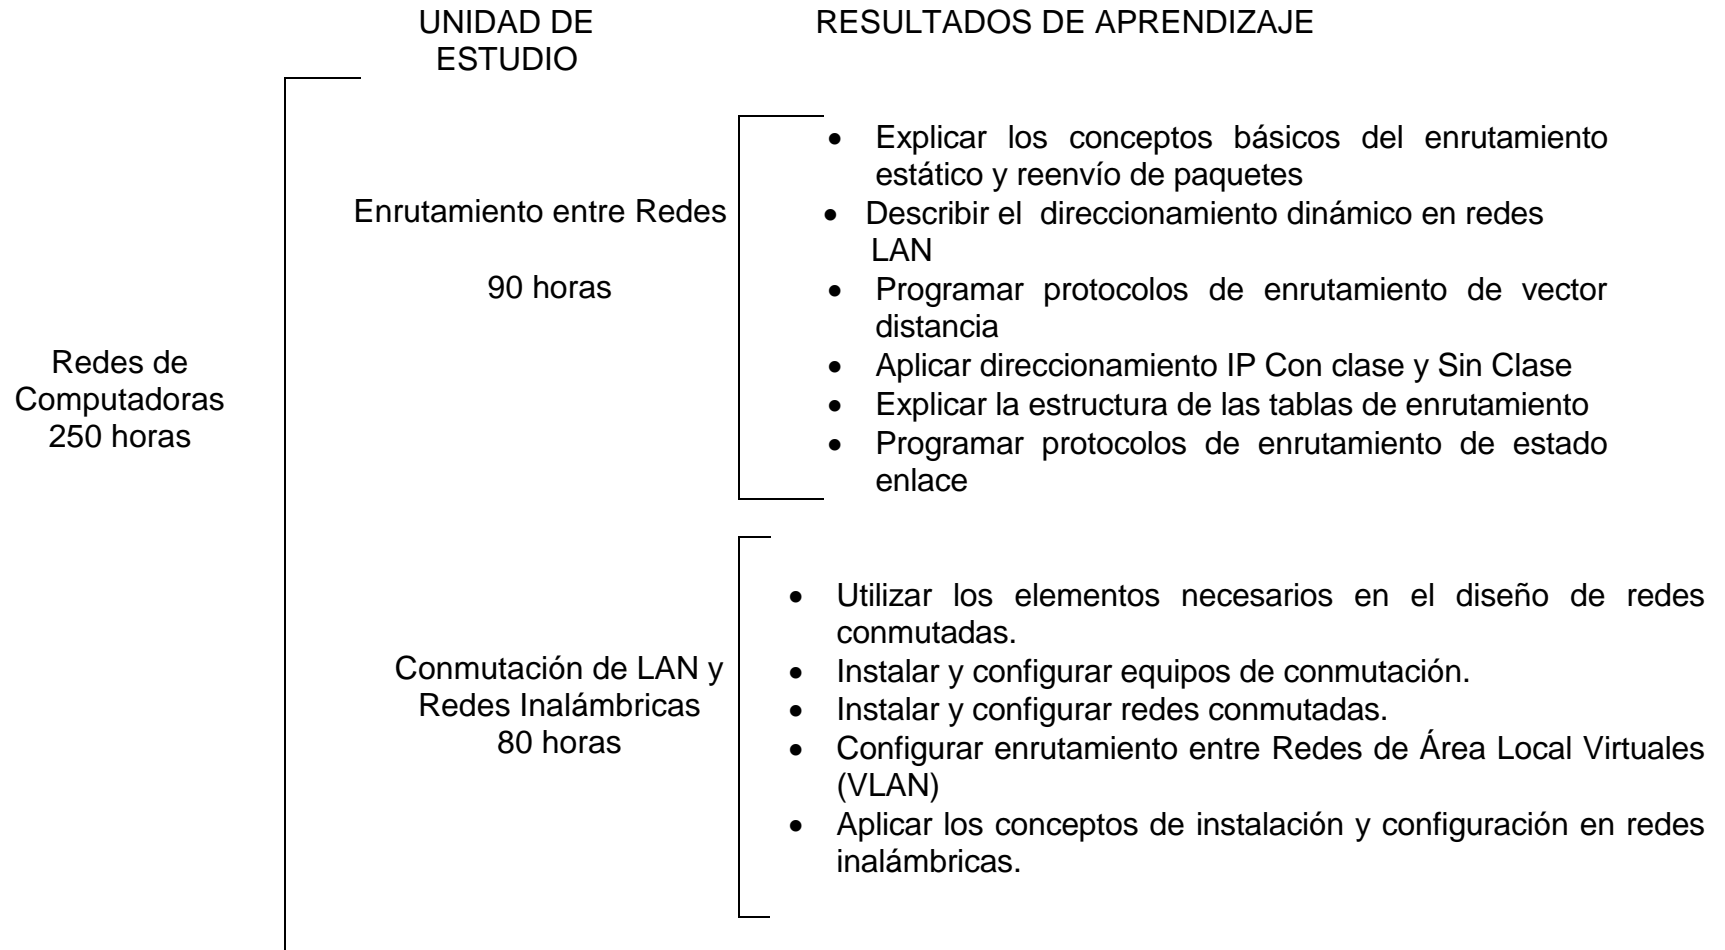 UNIDAD DE
ESTUDIO
RESULTADOS DE APRENDIZAJE
Redes de
Computadoras
250 horas
Enrutamiento entre Redes
90 horas
• Explicar los conceptos básicos del enrutamiento
estático y reenvío de paquetes
• Describir el direccionamiento dinámico en redes
LAN
• Programar protocolos de enrutamiento de vector
distancia
• Aplicar direccionamiento IP Con clase y Sin Clase
• Explicar la estructura de las tablas de enrutamiento
• Programar protocolos de enrutamiento de estado
enlace
Conmutación de LAN y
Redes Inalámbricas
80 horas
• Utilizar los elementos necesarios en el diseño de redes
conmutadas.
• Instalar y configurar equipos de conmutación.
• Instalar y configurar redes conmutadas.
• Configurar enrutamiento entre Redes de Área Local Virtuales
(VLAN)
• Aplicar los conceptos de instalación y configuración en redes
inalámbricas.